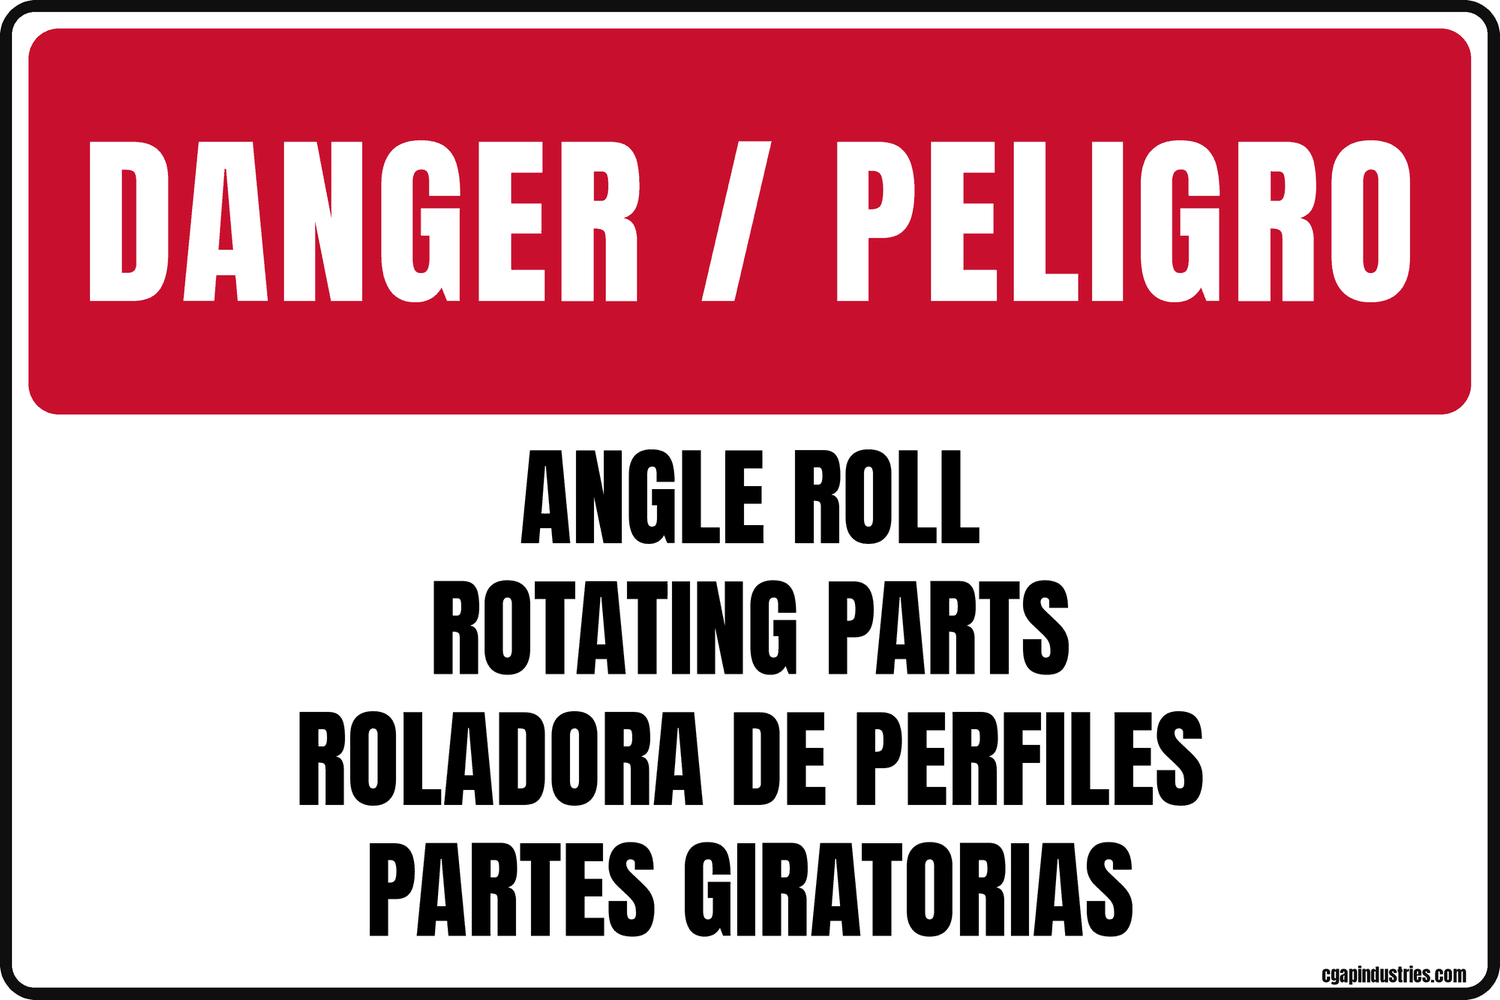 DANGER / PELIGRO
ANGLE ROLL
ROTATING PARTS
ROLADORA DE PERFILES
PARTES GIRATORIAS
cgapindustries.com